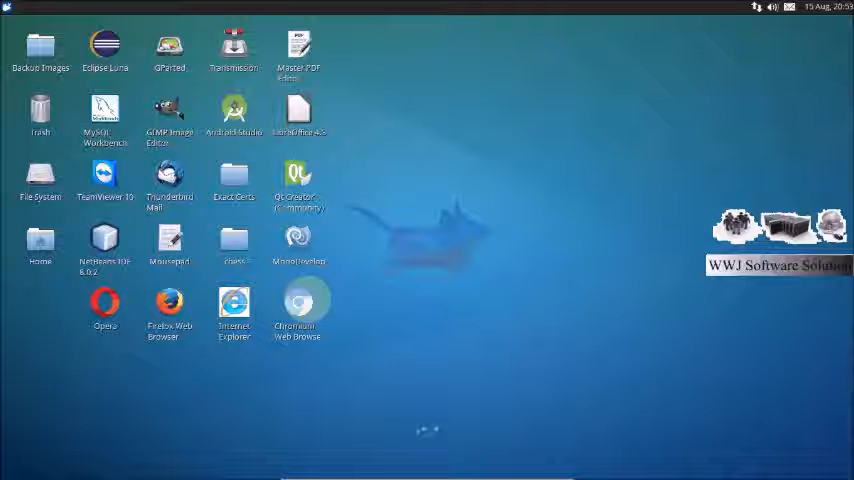 15 Aug, 20:53
Backup Images
Eclipse Luna
GParted
Transmission
Master PDF
Editor
Trash
MySQL
Workbench
GIMP Image
Editor
Android Studio
LibreOffice 4.3
File System
TeamViewer 10
Thunderbird
Mail
Exact Certs
Qt Creator
(Community)
Home
NetBeans IDE
8.0.2
Mousepad
chess
MonoDevelop
Opera
Firefox Web
Browser
Internet
Explorer
Chromium
Web Browse
WWJ Software Solution